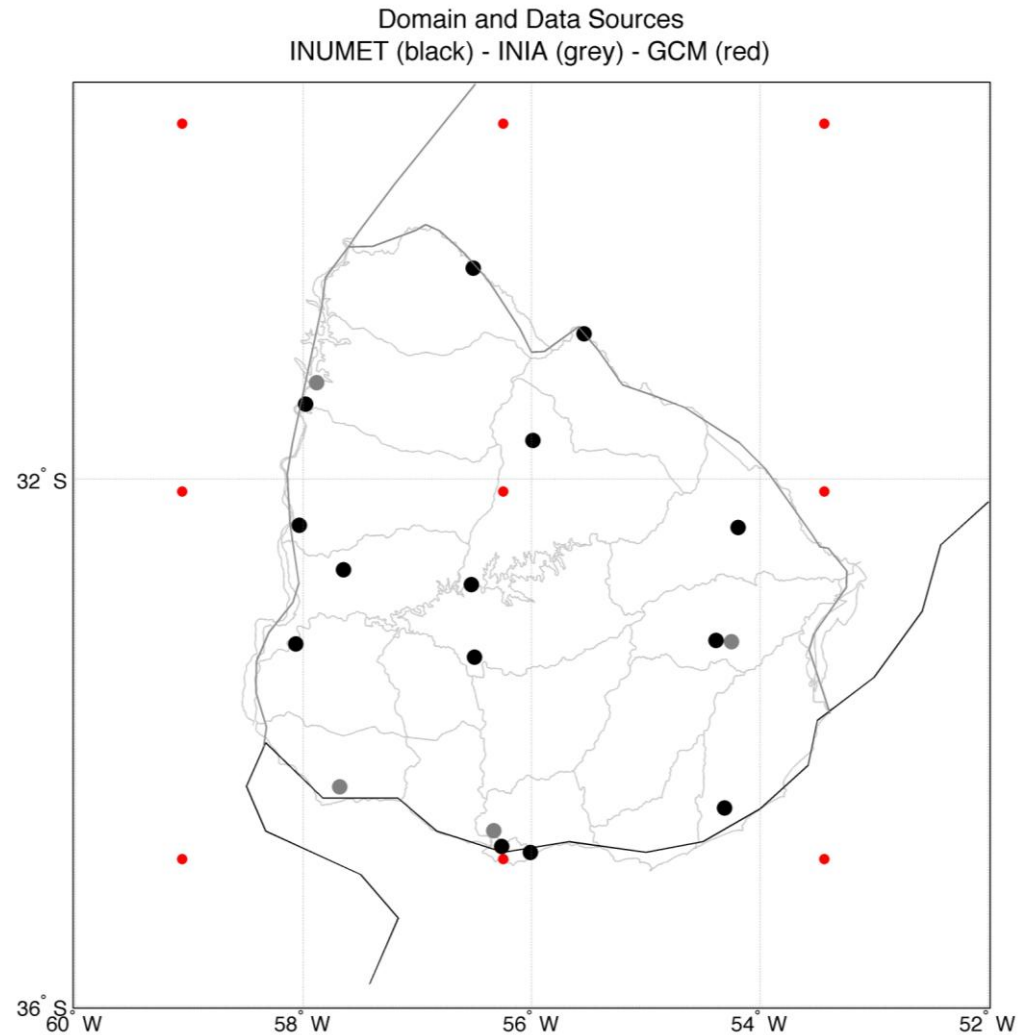 Domain and Data Sources
INUMET (black) - INIA (grey) - GCM (red)
32° S
36° S
60° W
58° W
56° W
54° W
52° W